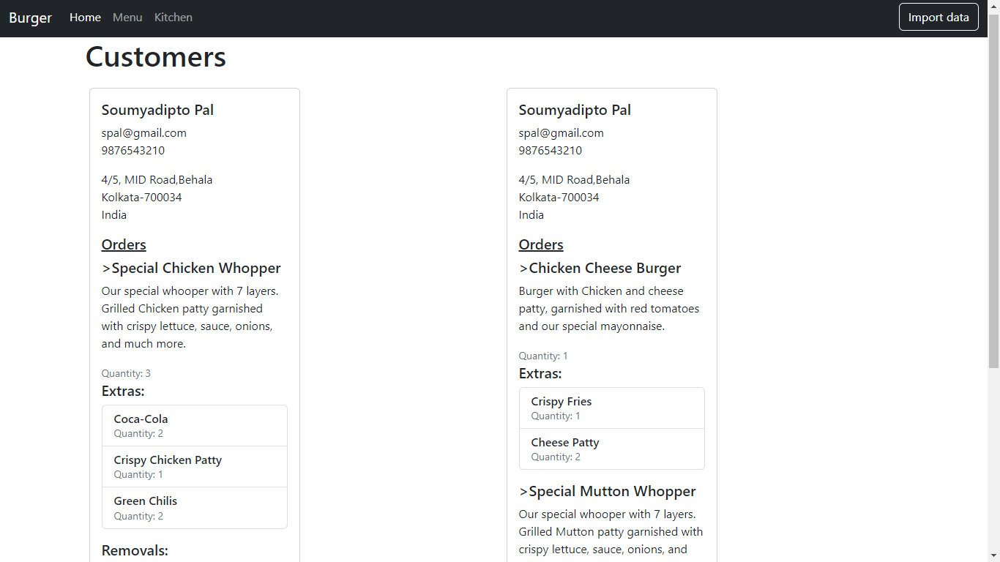 Burger Home Menu Kitchen Import data
Customers
Soumyadipto Pal
spal@gmail.com
9876543210
4/5, MID Road,Behala
Kolkata-700034
India
Orders
>Special Chicken Whopper
Our special whooper with 7 layers.
Grilled Chicken patty garnished
with crispy lettuce, sauce, onions,
and much more.
Quantity: 3
Extras:
Coca-Cola
Quantity: 2
Crispy Chicken Patty
Quantity: 1
Green Chilis
Quantity: 2
Removals:
Soumyadipto Pal
spal@gmail.com
9876543210
4/5, MID Road,Behala
Kolkata-700034
India
Orders
>Chicken Cheese Burger
Burger with Chicken and cheese
patty, garnished with red tomatoes
and our special mayonnaise.
Quantity: 1
Extras:
Crispy Fries
Quantity: 1
Cheese Patty
Quantity: 2
>Special Mutton Whopper
Our special whooper with 7 layers.
Grilled Mutton patty garnished with
crispy lettuce, sauce, onions, and